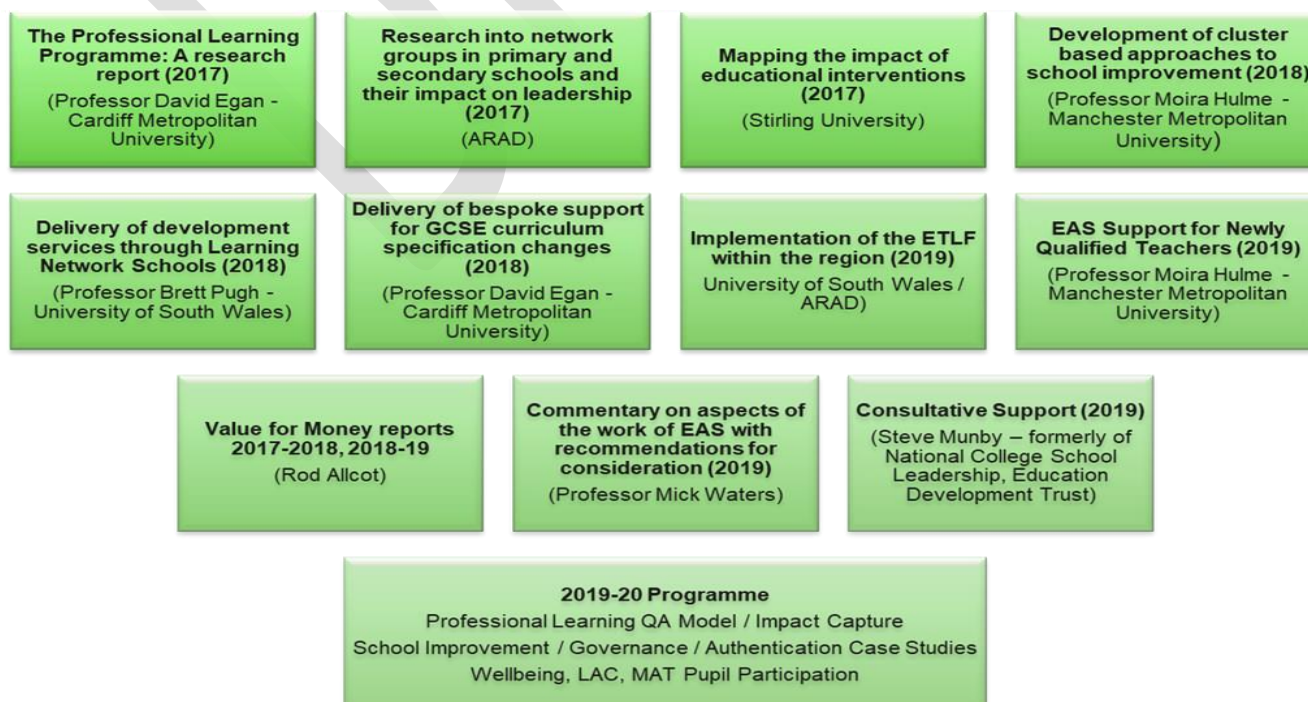 The Professional Learning
Programme: A research
report (2017)
(Professor David Egan -
Cardiff Metropolitan
University)
Research into network
groups in primary and
secondary schools and
their impact on leadership
(2017)
(ARAD)
Mapping the impact of
educational interventions
(2017)
(Stirling University)
Development of cluster
based approaches to
school improvement (2018)
(Professor Moira Hulme -
Manchester Metropolitan
University)
Delivery of development
services through Learning
Network Schools (2018)
(Professor Brett Pugh -
University of South Wales)
Delivery of bespoke support
for GCSE curriculum
specification changes
(2018)
(Professor David Egan -
Cardiff Metropolitan
University)
Implementation of the ETLF
within the region (2019)
University of South Wales /
ARAD)
EAS Support for Newly
Qualified Teachers (2019)
(Professor Moira Hulme -
Manchester Metropolitan
University)
Value for Money reports
2017-2018, 2018-19
(Rod Allcot)
Commentary on aspects of
the work of EAS with
recommendations for
consideration (2019)
(Professor Mick Waters)
Consultative Support (2019)
(Steve Munby – formerly of
National College School
Leadership, Education
Development Trust)
2019-20 Programme
Professional Learning QA Model / Impact Capture
School Improvement / Governance / Authentication Case Studies
Wellbeing, LAC, MAT Pupil Participation